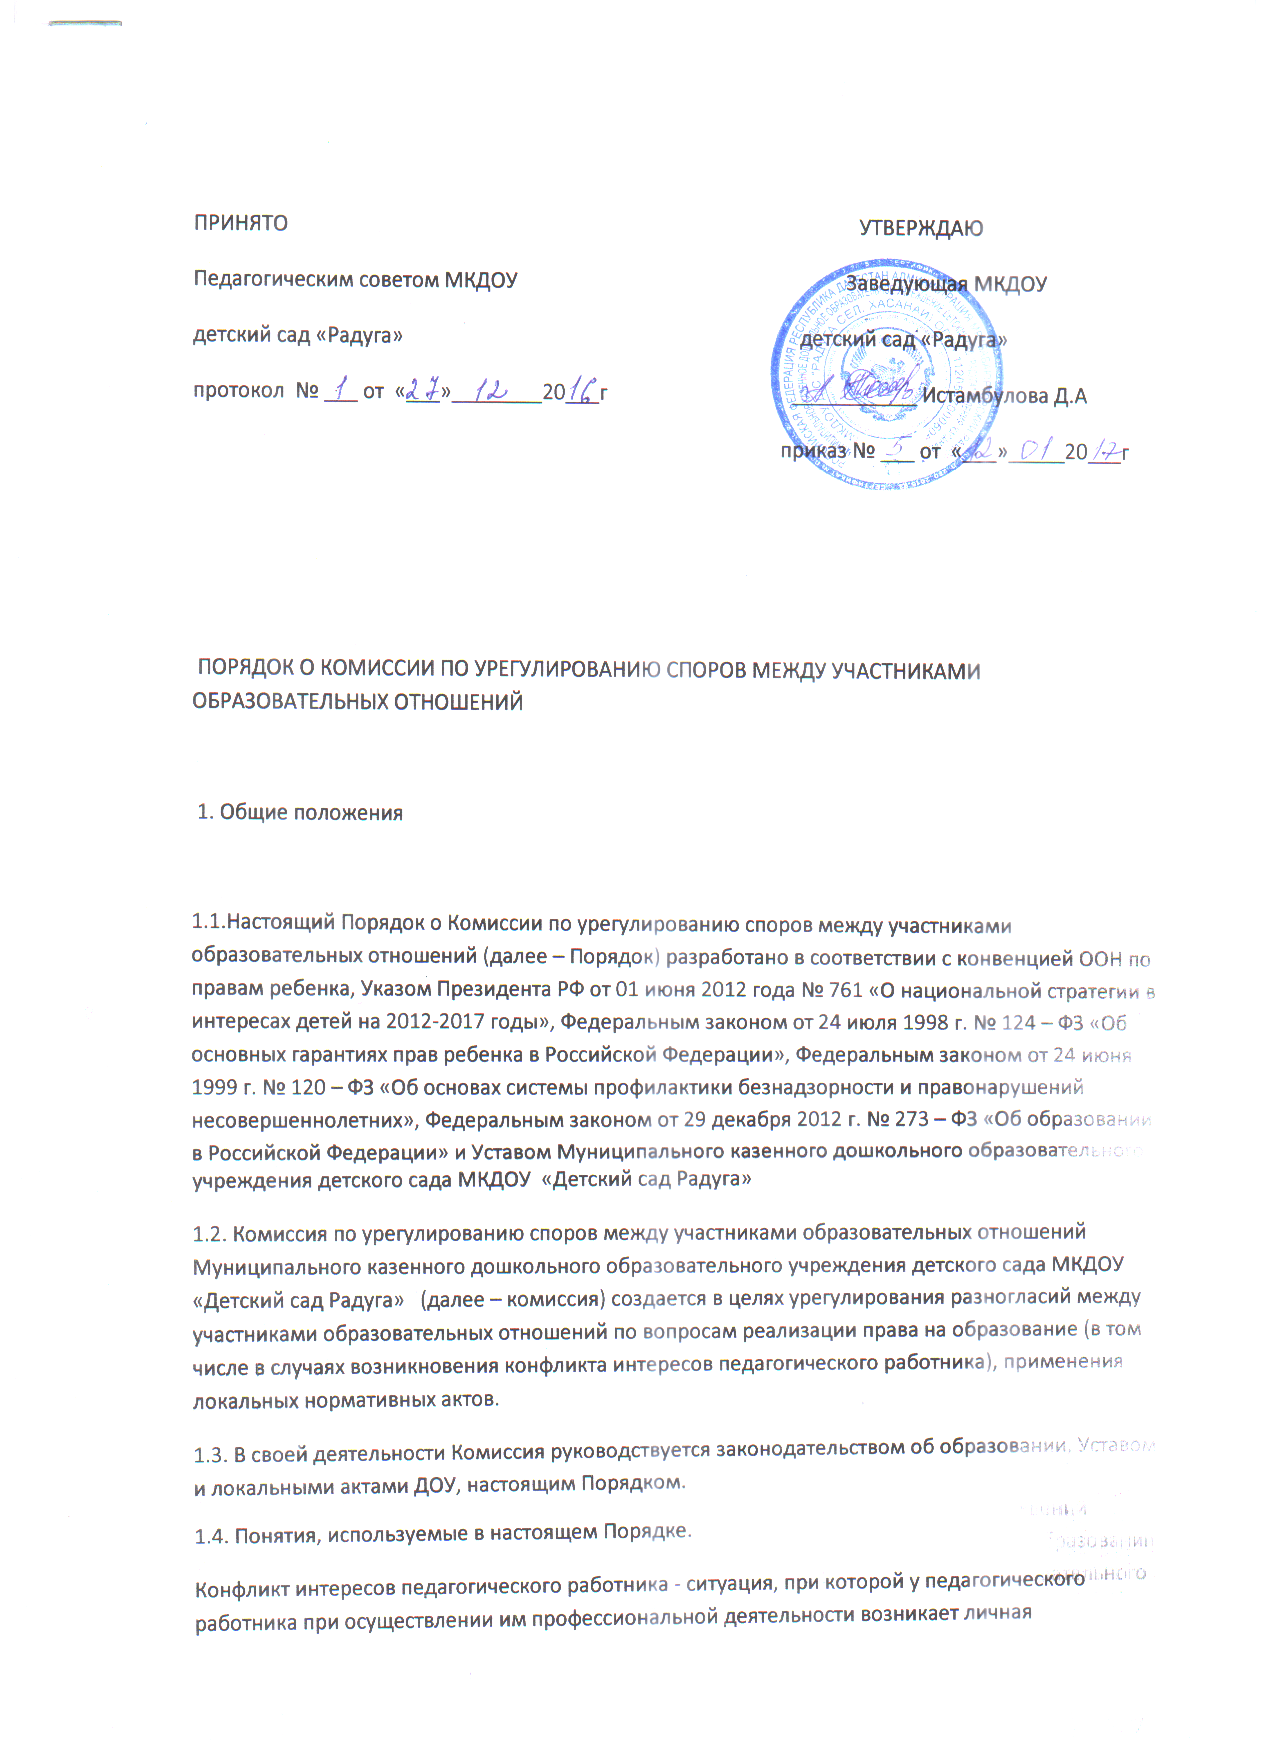 ПРИНЯТО
УТВЕРЖДАЮ
Педагогическим советом МКДОУ
Заведующая МКДОУ
детский сад «Радуга»
детский сад «Радуга»
протокол № 1 от «27» 12 2016г
Истамбулова Д.А
приказ № 5 от «12» 01 2017г
ПОРЯДОК О КОМИССИИ ПО УРЕГУЛИРОВАНИЮ СПОРОВ МЕЖДУ УЧАСТНИКАМИ
ОБРАЗОВАТЕЛЬНЫХ ОТНОШЕНИЙ
1. Общие положения
1.1.Настоящий Порядок о Комиссии по урегулированию споров между участниками
образовательных отношений (далее – Порядок) разработано в соответствии с конвенцией ООН по
правам ребенка, Указом Президента РФ от 01 июня 2012 года № 761 «О национальной стратегии в
интересах детей на 2012-2017 годы», Федеральным законом от 24 июля 1998 г. № 124 – ФЗ «Об
основных гарантиях прав ребенка в Российской Федерации», Федеральным законом от 24 июня
1999 г. № 120 – ФЗ «Об основах системы профилактики безнадзорности и правонарушений
несовершеннолетних», Федеральным законом от 29 декабря 2012 г. № 273 – ФЗ «Об образовании
в Российской Федерации» и Уставом Муниципального казенного дошкольного образовательного
учреждения детского сада МКДОУ «Детский сад Радуга»
1.2. Комиссия по урегулированию споров между участниками образовательных отношений
Муниципального казенного дошкольного образовательного учреждения детского сада МКДОУ
«Детский сад Радуга» (далее – комиссия) создается в целях урегулирования разногласий между
участниками образовательных отношений по вопросам реализации права на образование (в том
числе в случаях возникновения конфликта интересов педагогического работника), применения
локальных нормативных актов.
1.3. В своей деятельности Комиссия руководствуется законодательством об образовании, Уставом
и локальными актами ДОУ, настоящим Порядком.
1.4. Понятия, используемые в настоящем Порядке.
Конфликт интересов педагогического работника - ситуация, при которой у педагогического
работника при осуществлении им профессиональной деятельности возникает личная